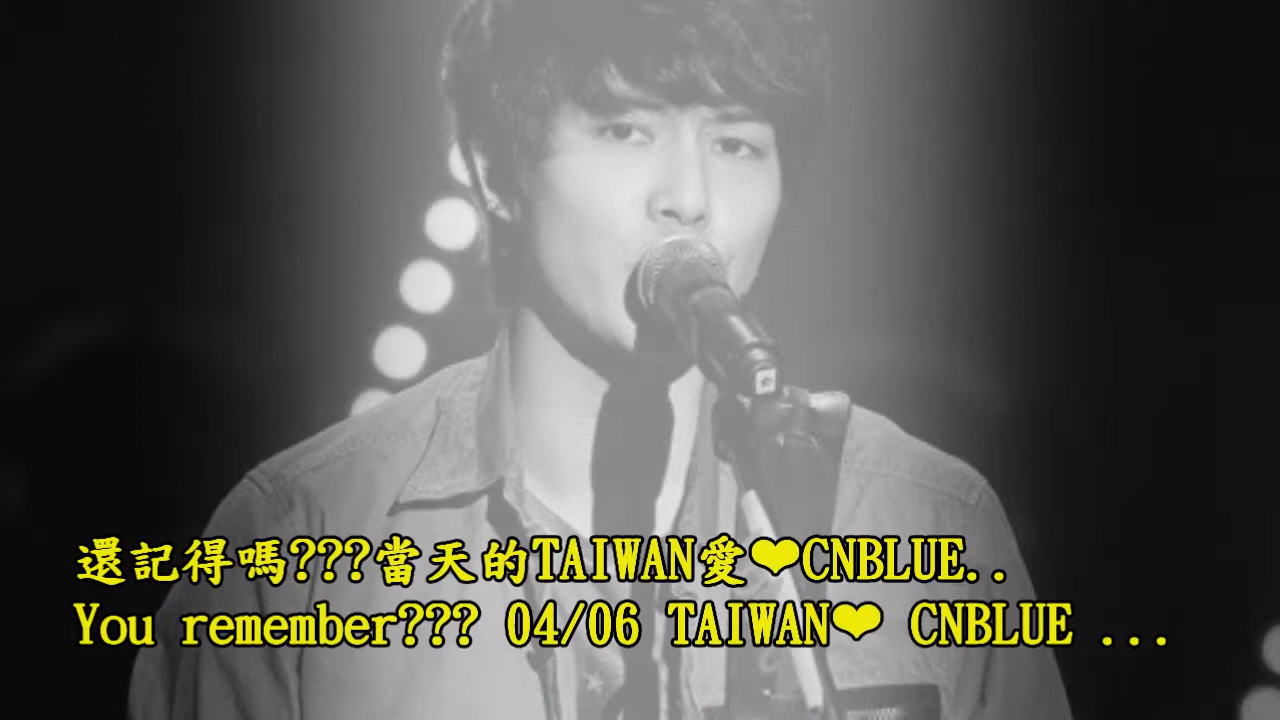 還記得嗎???當天的TAIWAN愛❤CNBLUE..
You remember??? 04/06 TAIWAN❤ CNBLUE ...